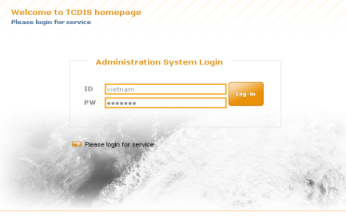 Welcome to TCDIS homepage
Please login for service
Administration System Login
ID vietnam
Log-in
PW •••••••
Please login for service